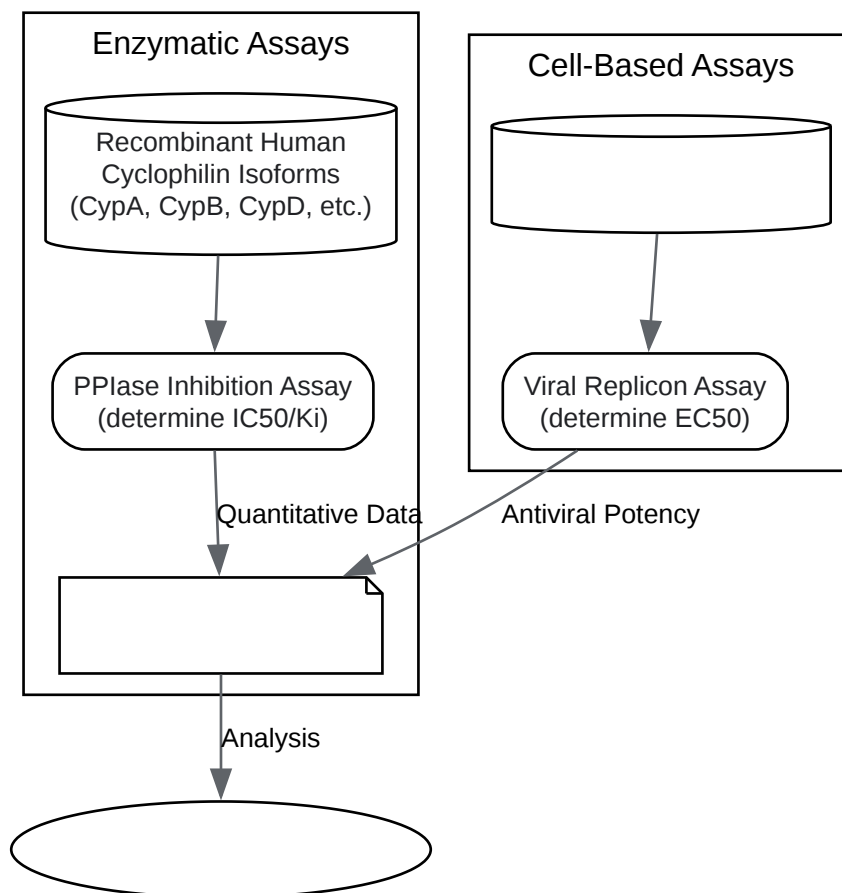 Enzymatic Assays
Recombinant Human
Cyclophilin Isoforms
(CypA, CypB, CypD, etc.)
PPIase Inhibition Assay
(determine IC50/Ki)
Quantitative Data
Cell-Based Assays
Viral Replicon Assay
(determine EC50)
Antiviral Potency
Analysis